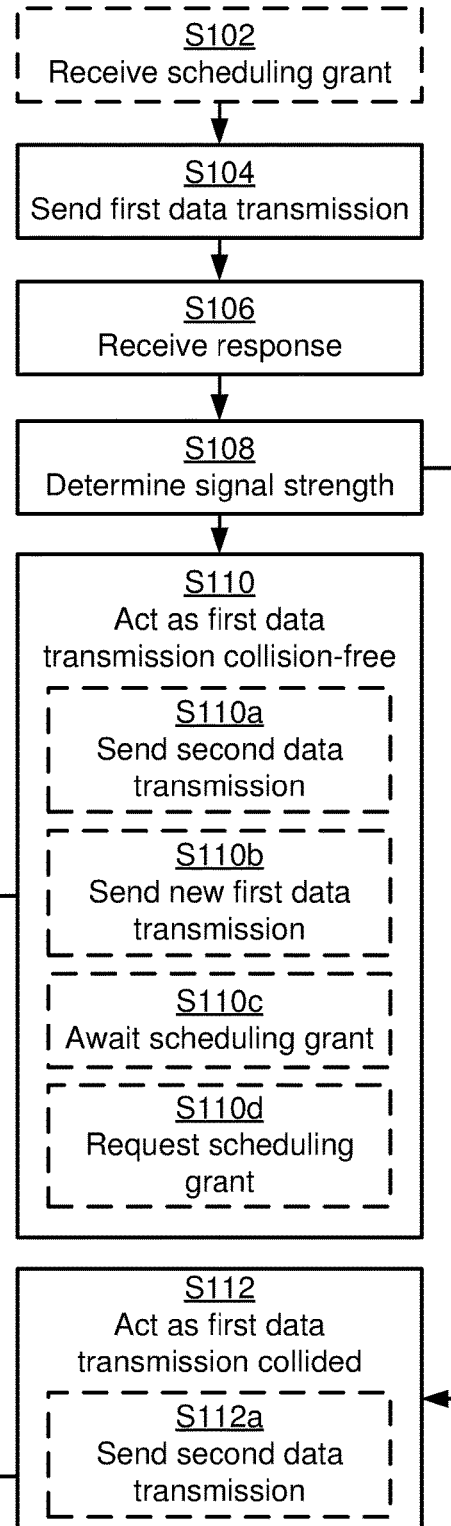 S102
Receive scheduling grant
S104
Send first data transmission
S106
Receive response
S108
Determine signal strength
S110
Act as first data
transmission collision-free
S110a
Send second data
transmission
S110b
Send new first data
transmission
S110c
Await scheduling grant
S110d
Request scheduling
grant
S112
Act as first data
transmission collided
S112a
Send second data
transmission